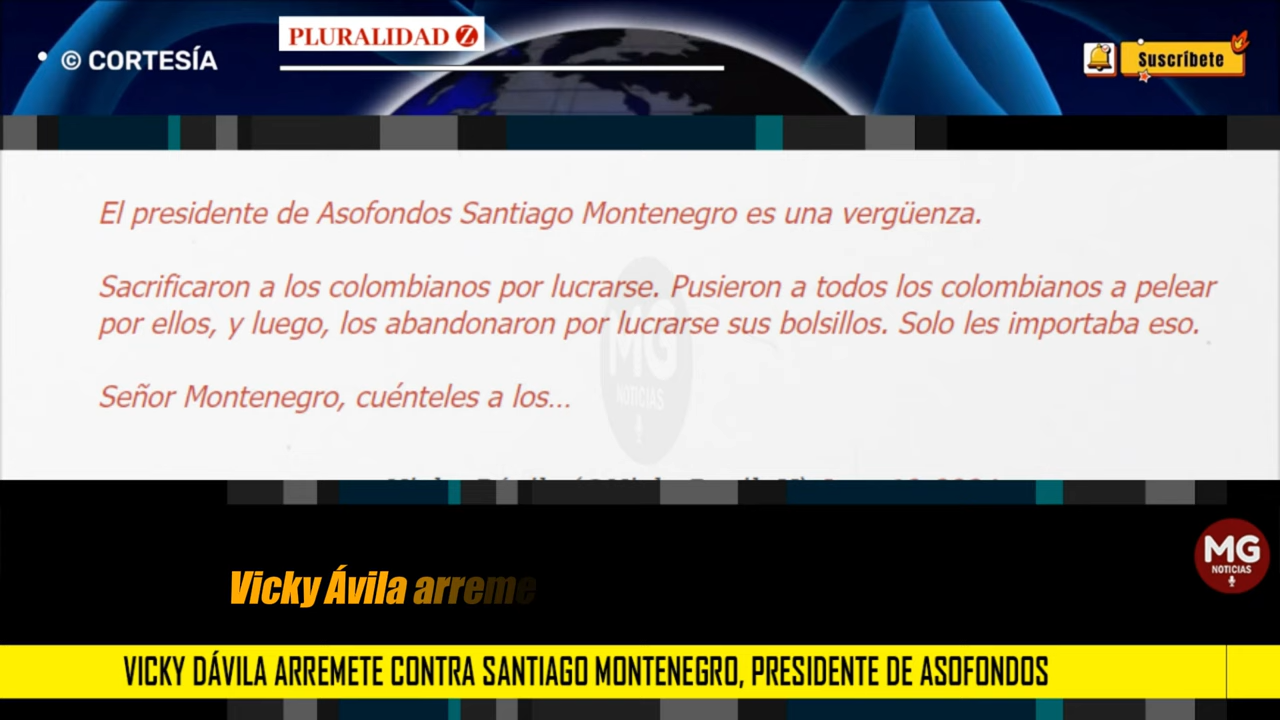 PLURALIDAD Z
© CORTESÍA
Suscríbete
El presidente de Asofondos Santiago Montenegro es una vergüenza.
Sacrificaron a los colombianos por lucrarse. Pusieron a todos los colombianos a pelear
por ellos, y luego, los abandonaron por lucrarse sus bolsillos. Solo les importaba eso.
MG
NOTICIAS
Señor Montenegro, cuénteles a los...
MG
NOTICIAS
Vicky Ávila arreme
VICKY DÁVILA ARREMETE CONTRA SANTIAGO MONTENEGRO, PRESIDENTE DE ASOFONDOS